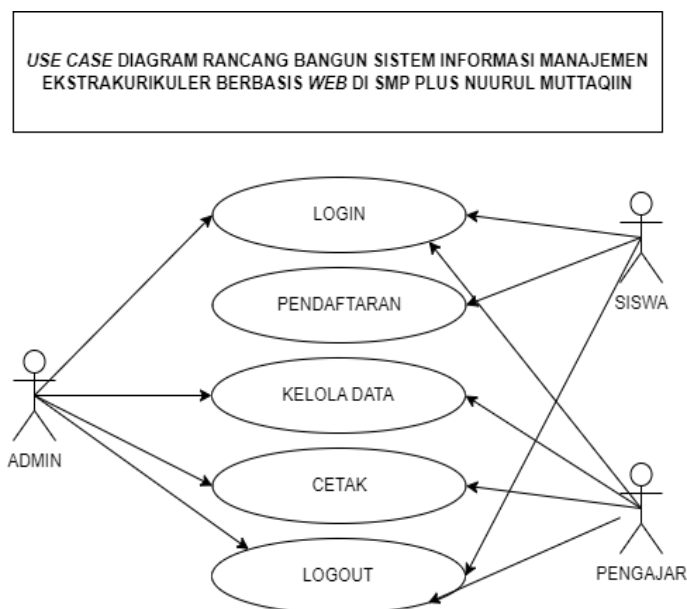 USE CASE DIAGRAM RANCANG BANGUN SISTEM INFORMASI MANAJEMEN
EKSTRAKURIKULER BERBASIS WEB DI SMP PLUS NUURUL MUTTAQIIN
LOGIN
PENDAFTARAN
SISWA
KELOLA DATA
ADMIN
CETAK
LOGOUT
PENGAJAR